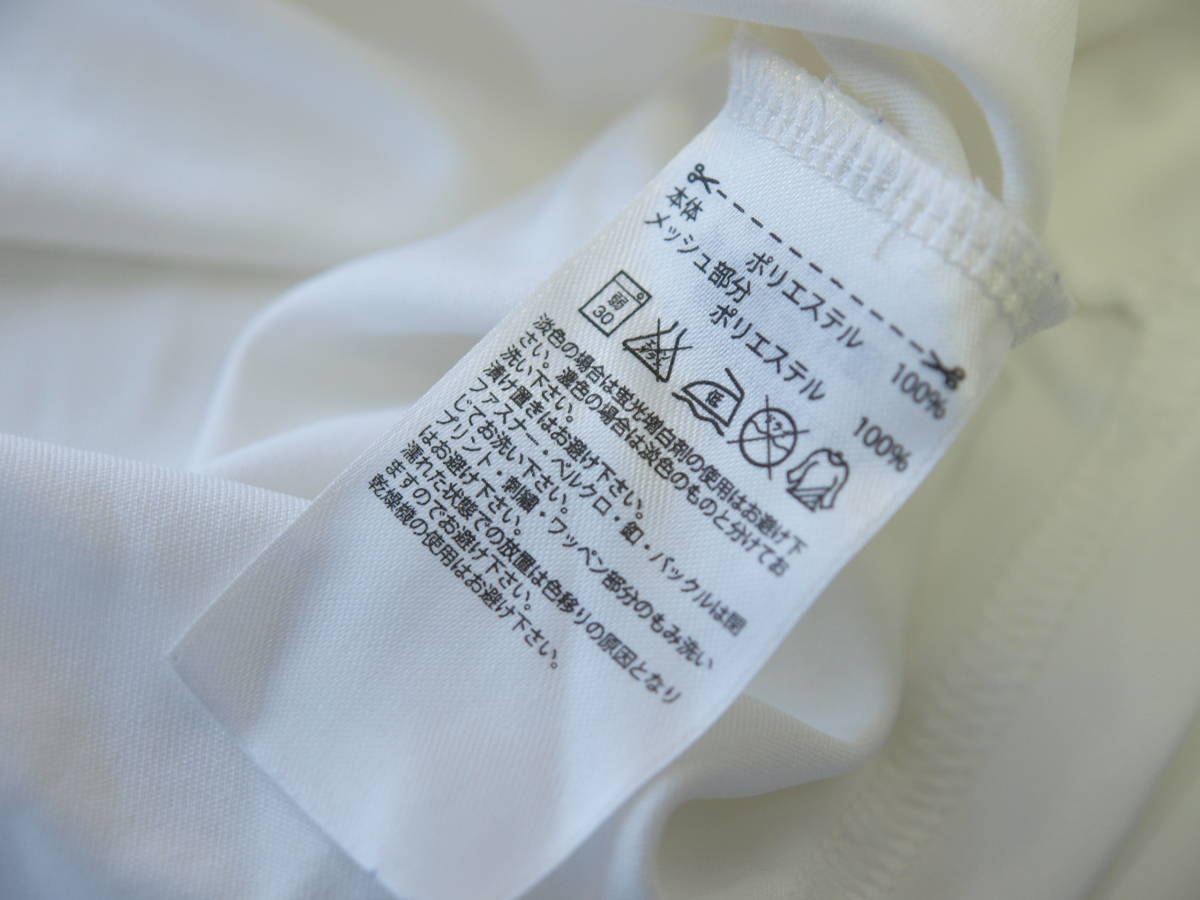 本体
ポリエステル 100%
メッシュ部分
ポリエステル 100%
弱
30
低
淡色の場合は蛍光増白剤の使用はお避け下
さい。濃色の場合は淡色のものと分けてお
洗い下さい。
漬け置きはお避け下さい。
ファスナー・ベルクロ・釦・バックルは閉
じてお洗い下さい。
プリント・刺繍・ワッペン部分のもみ洗い
はお避け下さい。
濡れた状態での放置は色移りの原因となり
ますのでお避け下さい。
乾燥機の使用はお避け下さい。